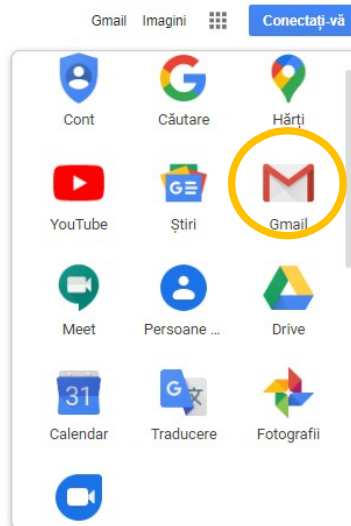 Gmail Imagini Conectați-vă
Cont Căutare Hărți
YouTube Știri Gmail
Meet Persoane ... Drive
31
Calendar Traducere Fotografii